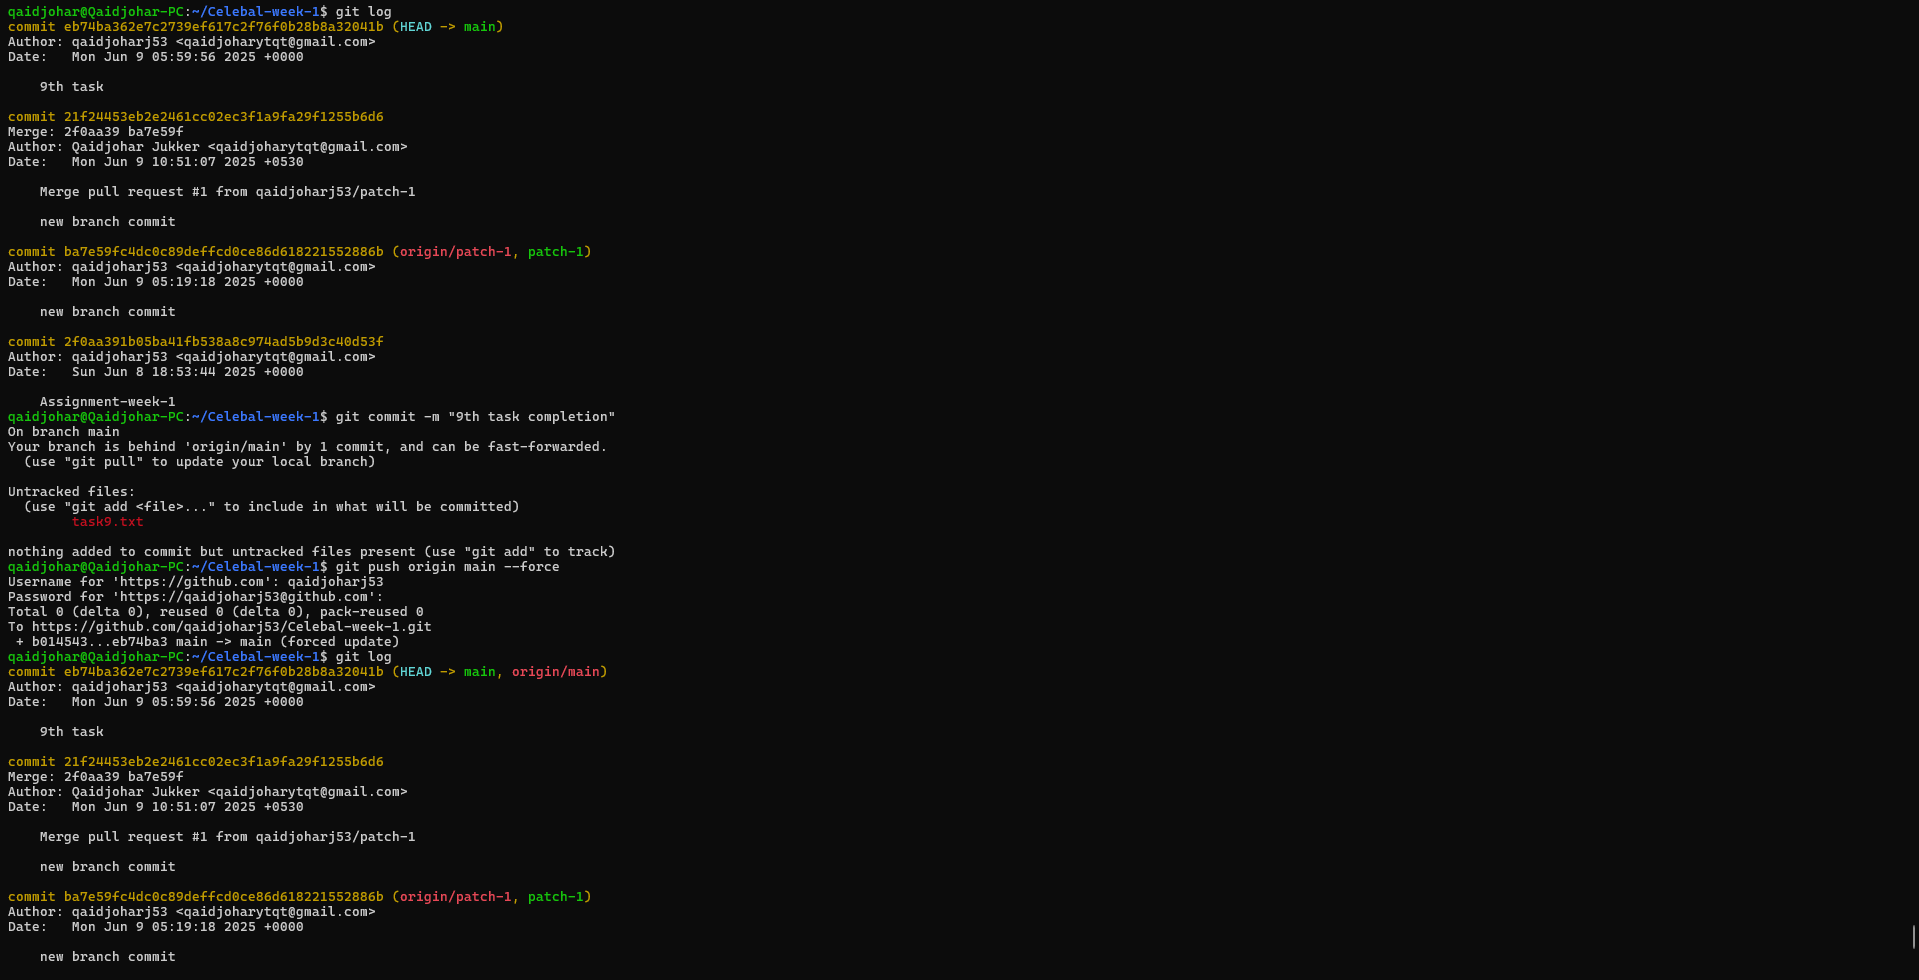 qaidjohar@Qaidjohar-PC:~/Celebal-week-1$ git log
commit eb74ba362e7c2739ef617c2f76f0b28b8a32041b (HEAD -> main)
Author: qaidjoharj53 <qaidjoharytqt@gmail.com>
Date:   Mon Jun 9 05:59:56 2025 +0000

    9th task

commit 21f24453eb2e2461cc02ec3f1a9fa29f1255b6d6
Merge: 2f0aa39 ba7e59f
Author: Qaidjohar Jukker <qaidjoharytqt@gmail.com>
Date:   Mon Jun 9 10:51:07 2025 +0530

    Merge pull request #1 from qaidjoharj53/patch-1

    new branch commit

commit ba7e59fc4dc0c89deffcd0ce86d618221552886b (origin/patch-1, patch-1)
Author: qaidjoharj53 <qaidjoharytqt@gmail.com>
Date:   Mon Jun 9 05:19:18 2025 +0000

    new branch commit

commit 2f0aa391b05ba41fb538a8c974ad5b9d3c40d53f
Author: qaidjoharj53 <qaidjoharytqt@gmail.com>
Date:   Sun Jun 8 18:53:44 2025 +0000

    Assignment-week-1
qaidjohar@Qaidjohar-PC:~/Celebal-week-1$ git commit -m "9th task completion"
On branch main
Your branch is behind 'origin/main' by 1 commit, and can be fast-forwarded.
  (use "git pull" to update your local branch)

Untracked files:
  (use "git add <file>..." to include in what will be committed)
        task9.txt

nothing added to commit but untracked files present (use "git add" to track)
qaidjohar@Qaidjohar-PC:~/Celebal-week-1$ git push origin main --force
Username for 'https://github.com': qaidjoharj53
Password for 'https://qaidjoharj53@github.com':
Total 0 (delta 0), reused 0 (delta 0), pack-reused 0
To https://github.com/qaidjoharj53/Celebal-week-1.git
 + b014543...eb74ba3 main -> main (forced update)
qaidjohar@Qaidjohar-PC:~/Celebal-week-1$ git log
commit eb74ba362e7c2739ef617c2f76f0b28b8a32041b (HEAD -> main, origin/main)
Author: qaidjoharj53 <qaidjoharytqt@gmail.com>
Date:   Mon Jun 9 05:59:56 2025 +0000

    9th task

commit 21f24453eb2e2461cc02ec3f1a9fa29f1255b6d6
Merge: 2f0aa39 ba7e59f
Author: Qaidjohar Jukker <qaidjoharytqt@gmail.com>
Date:   Mon Jun 9 10:51:07 2025 +0530

    Merge pull request #1 from qaidjoharj53/patch-1

    new branch commit

commit ba7e59fc4dc0c89deffcd0ce86d618221552886b (origin/patch-1, patch-1)
Author: qaidjoharj53 <qaidjoharytqt@gmail.com>
Date:   Mon Jun 9 05:19:18 2025 +0000

    new branch commit